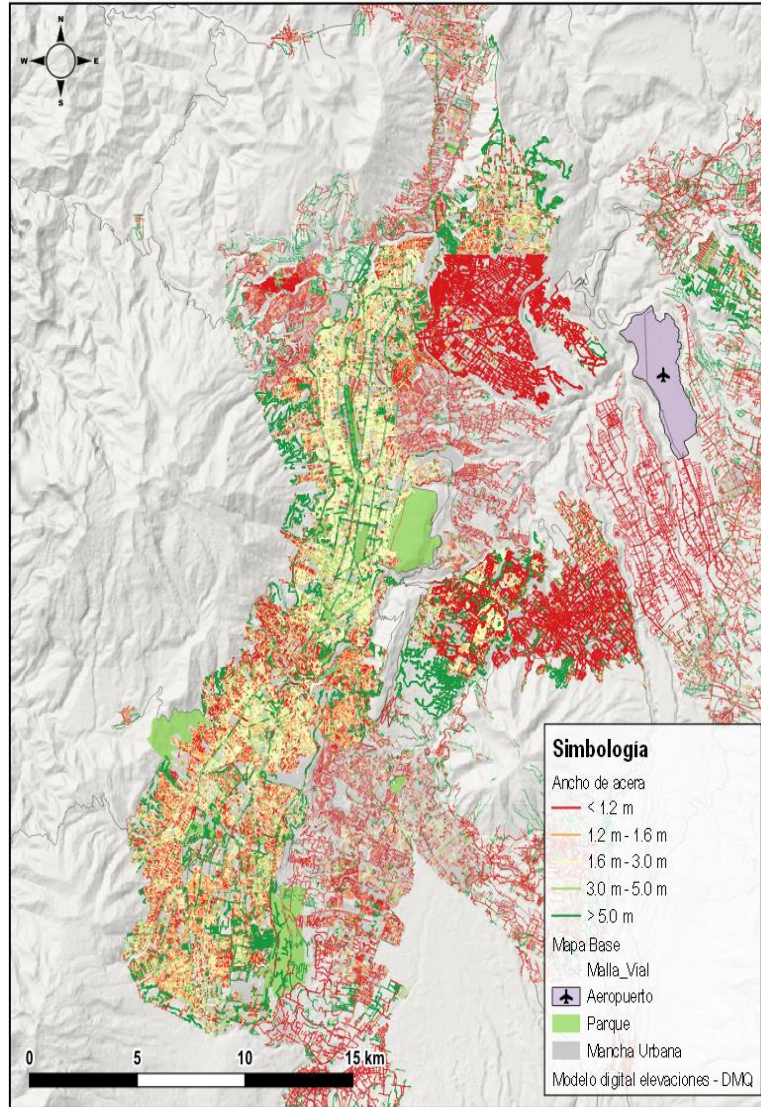 N
W E
S
Simbología
Ancho de acera
< 1.2 m
1.2 m - 1.6 m
1.6 m - 3.0 m
3.0 m - 5.0 m
> 5.0 m
Mapa Base
Malla_Vial
Aeropuerto
Parque
Mancha Urbana
Modelo digital elevaciones - DMQ
0 5 10 15 km